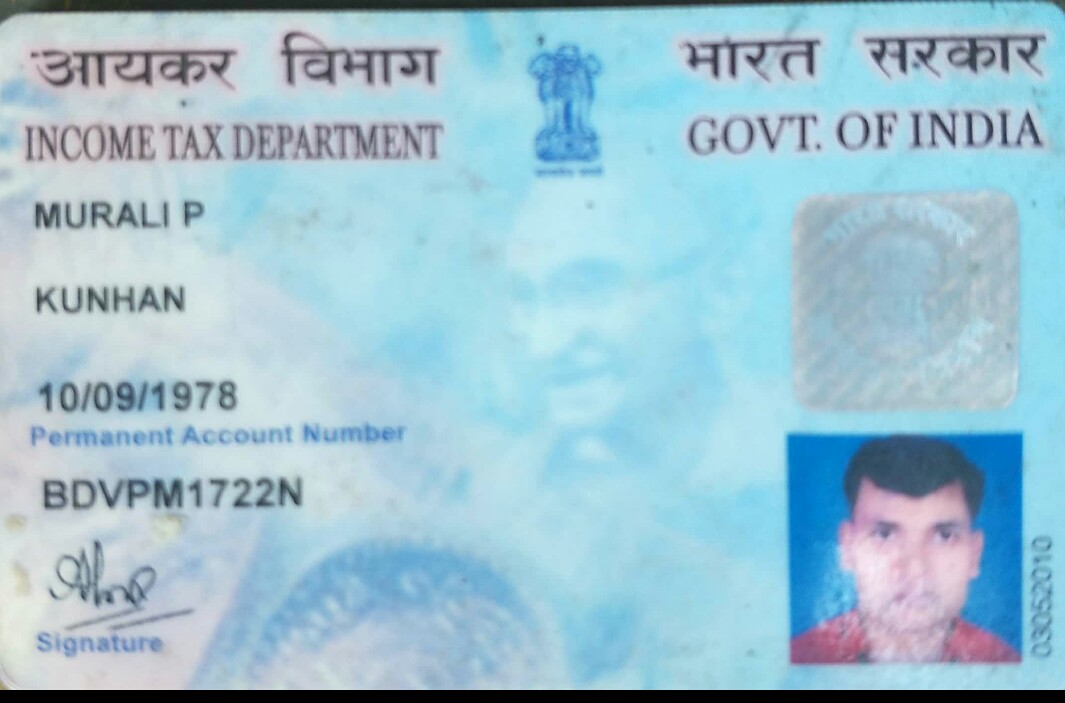 आयकर विभाग
INCOME TAX DEPARTMENT
भारत सरकार
GOVT. OF INDIA
MURALI P
KUNHAN
10/09/1978
Permanent Account Number
BDVPM1722N
Signature
03052010